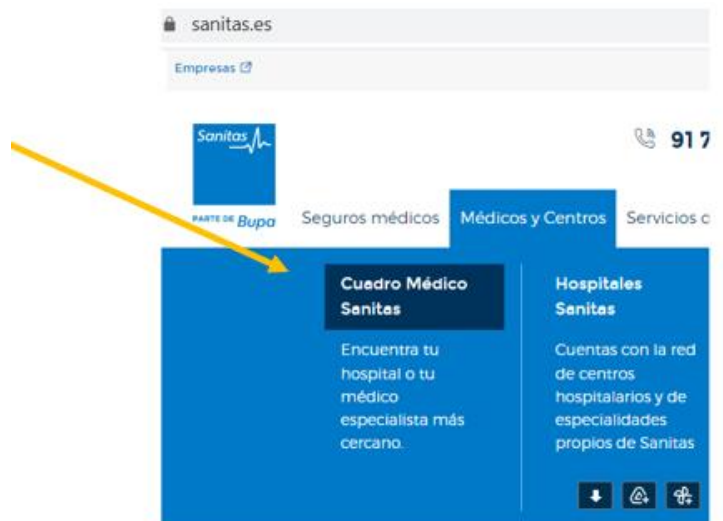 sanitas.es
Empresas
Sanitas
91 7
PARTE DE Bupa
Seguros médicos
Médicos y Centros
Servicios
Cuadro Médico
Sanitas
Encuentra tu
hospital o tu
médico
especialista más
cercano.
Hospitales
Sanitas
Cuentas con la red
de centros
hospitalarios y de
especialidades
propios de Sanitas